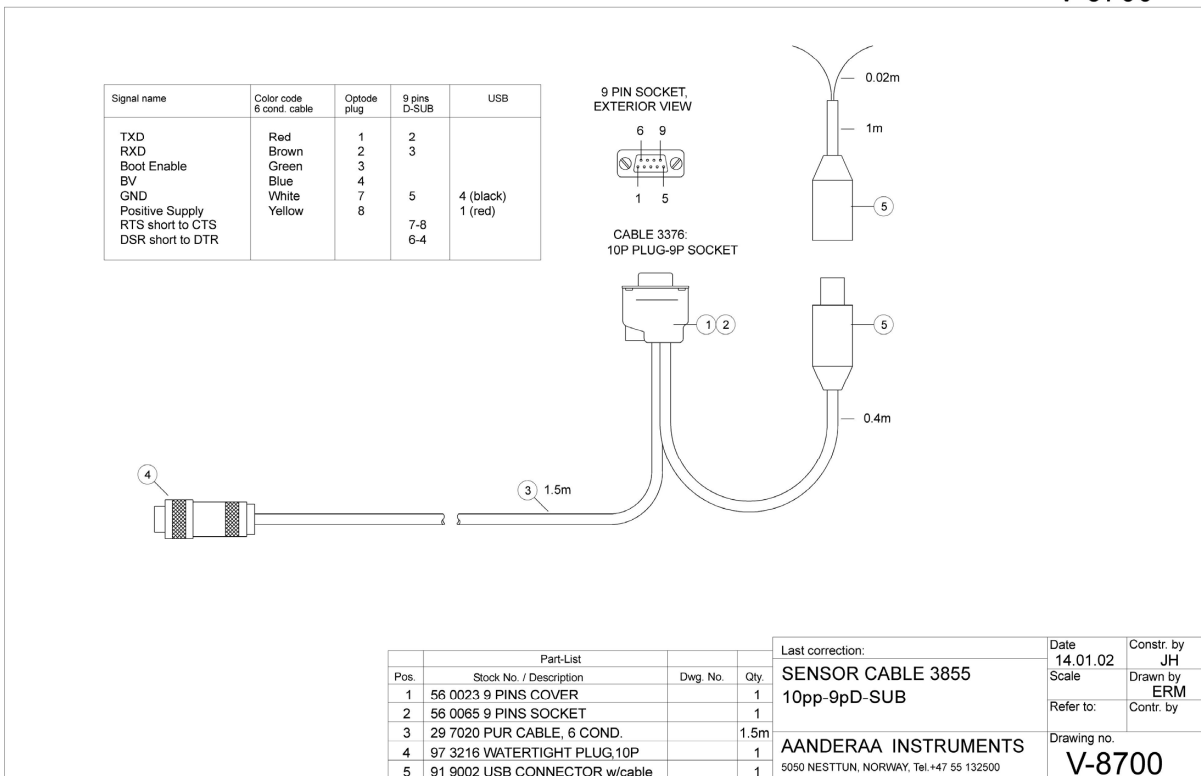 Signal name Color code 6 cond. cable Optode plug 9 pins D-SUB USB
TXD Red 1 2
RXD Brown 2 3
Boot Enable Green 3
BV Blue 4
GND White 7 5 4 (black)
Positive Supply Yellow 8 1 (red)
RTS short to CTS 7-8
DSR short to DTR 6-4
9 PIN SOCKET,
EXTERIOR VIEW
6 9
1 5
CABLE 3376:
10P PLUG-9P SOCKET
0.02m
1m
5
1 2
5
0.4m
4
3 1.5m
Part-List
Pos. Stock No. / Description Dwg. No. Qty.
1 56 0023 9 PINS COVER 1
2 56 0065 9 PINS SOCKET 1
3 29 7020 PUR CABLE, 6 COND. 1.5m
4 97 3216 WATERTIGHT PLUG,10P 1
5 91 9002 USB CONNECTOR w/cable 1
Last correction:
SENSOR CABLE 3855
10pp-9pD-SUB
AANDERAA INSTRUMENTS
5050 NESTTUN, NORWAY, Tel.+47 55 132500
Date
14.01.02
Constr. by
JH
Scale
Drawn by
ERM
Refer to:
Contr. by
Drawing no.
V-8700